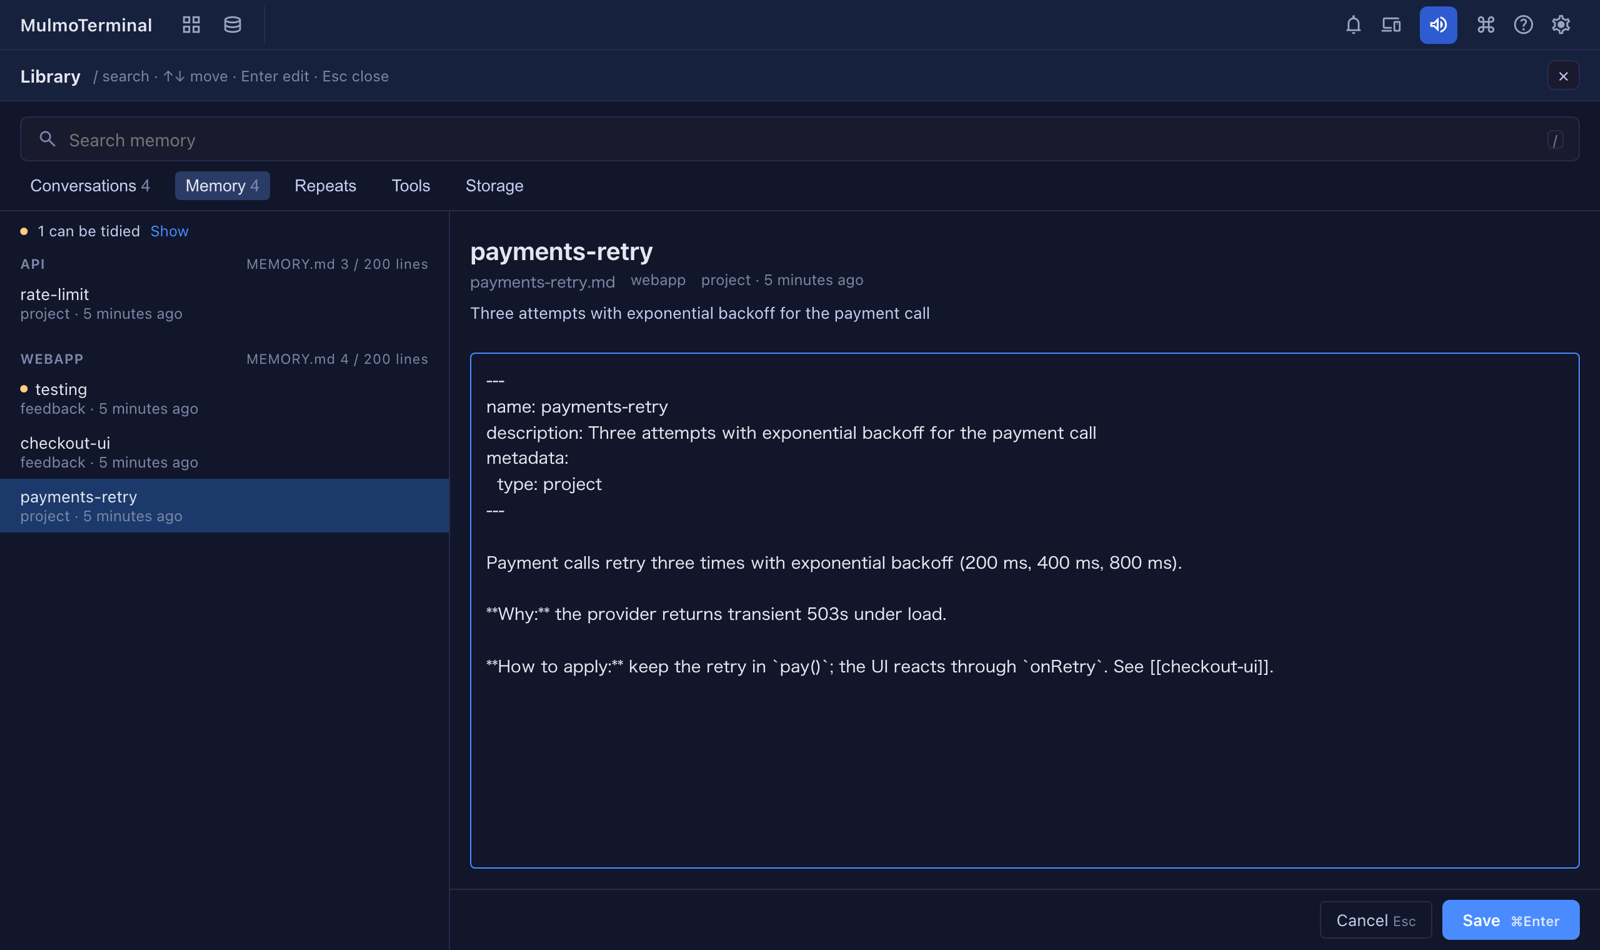 MulmoTerminal
Library / search · ↑↓ move · Enter edit · Esc close
Search memory /
Conversations 4 Memory 4 Repeats Tools Storage
1 can be tidied Show
API MEMORY.md 3 / 200 lines
rate-limit
project · 5 minutes ago
WEBAPP MEMORY.md 4 / 200 lines
testing
feedback · 5 minutes ago
checkout-ui
feedback · 5 minutes ago
payments-retry
project · 5 minutes ago
payments-retry
payments-retry.md webapp project · 5 minutes ago
Three attempts with exponential backoff for the payment call
---
name: payments-retry
description: Three attempts with exponential backoff for the payment call
metadata:
  type: project
---
Payment calls retry three times with exponential backoff (200 ms, 400 ms, 800 ms).
**Why:** the provider returns transient 503s under load.
**How to apply:** keep the retry in `pay()`; the UI reacts through `onRetry`. See [[checkout-ui]].
Cancel Esc Save ⌘Enter